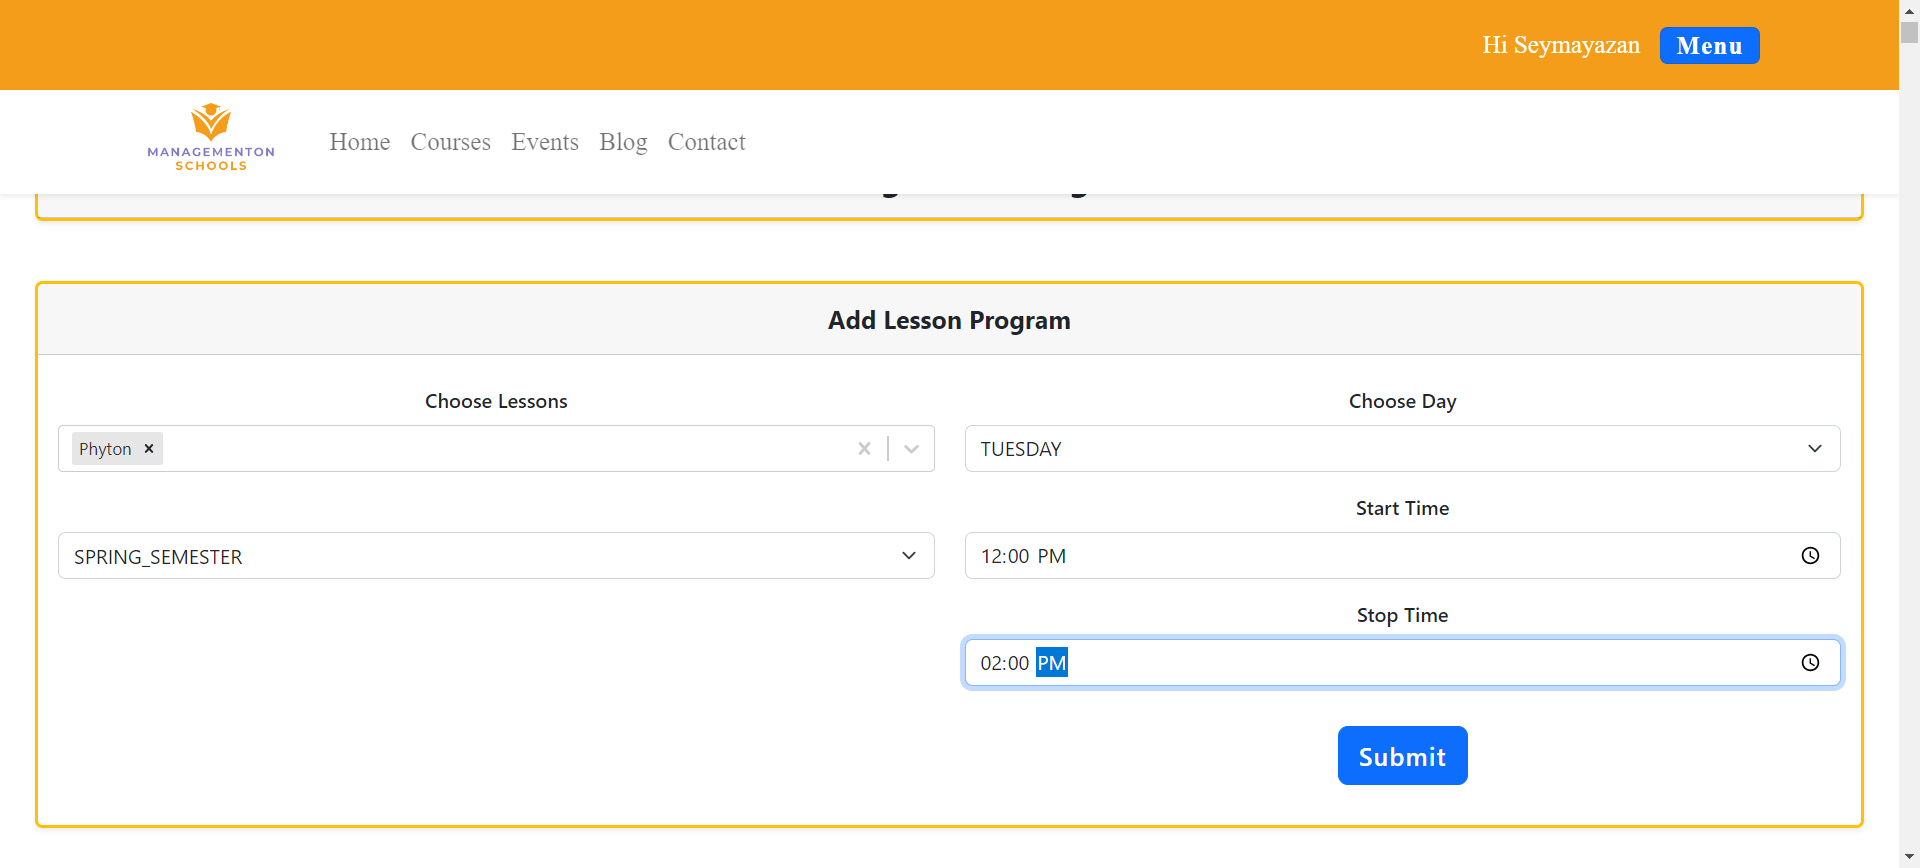 Hi Seymayazan Menu
MANAGEMENTON
SCHOOLS
Home Courses Events Blog Contact
Add Lesson Program
Choose Lessons
Choose Day
Phyton
TUESDAY
Start Time
SPRING_SEMESTER
12:00 PM
Stop Time
02:00 PM
Submit